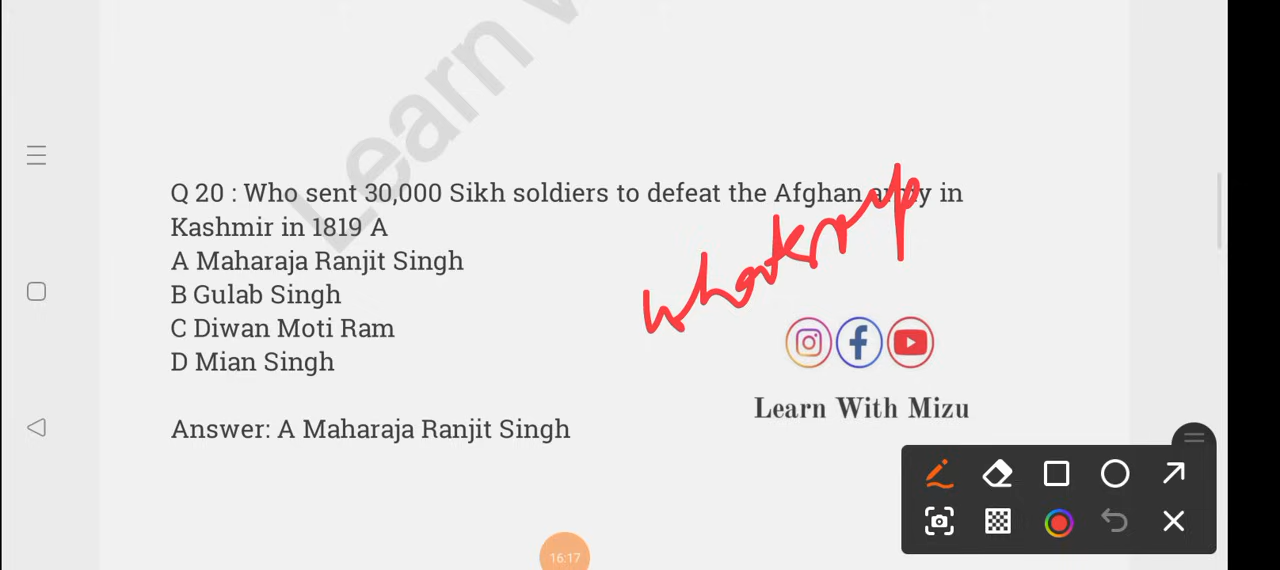 Learn W
Q 20 : Who sent 30,000 Sikh soldiers to defeat the Afghan army in
Kashmir in 1819 A
A Maharaja Ranjit Singh
B Gulab Singh
C Diwan Moti Ram
D Mian Singh
Learn With Mizu
Answer: A Maharaja Ranjit Singh
16:17